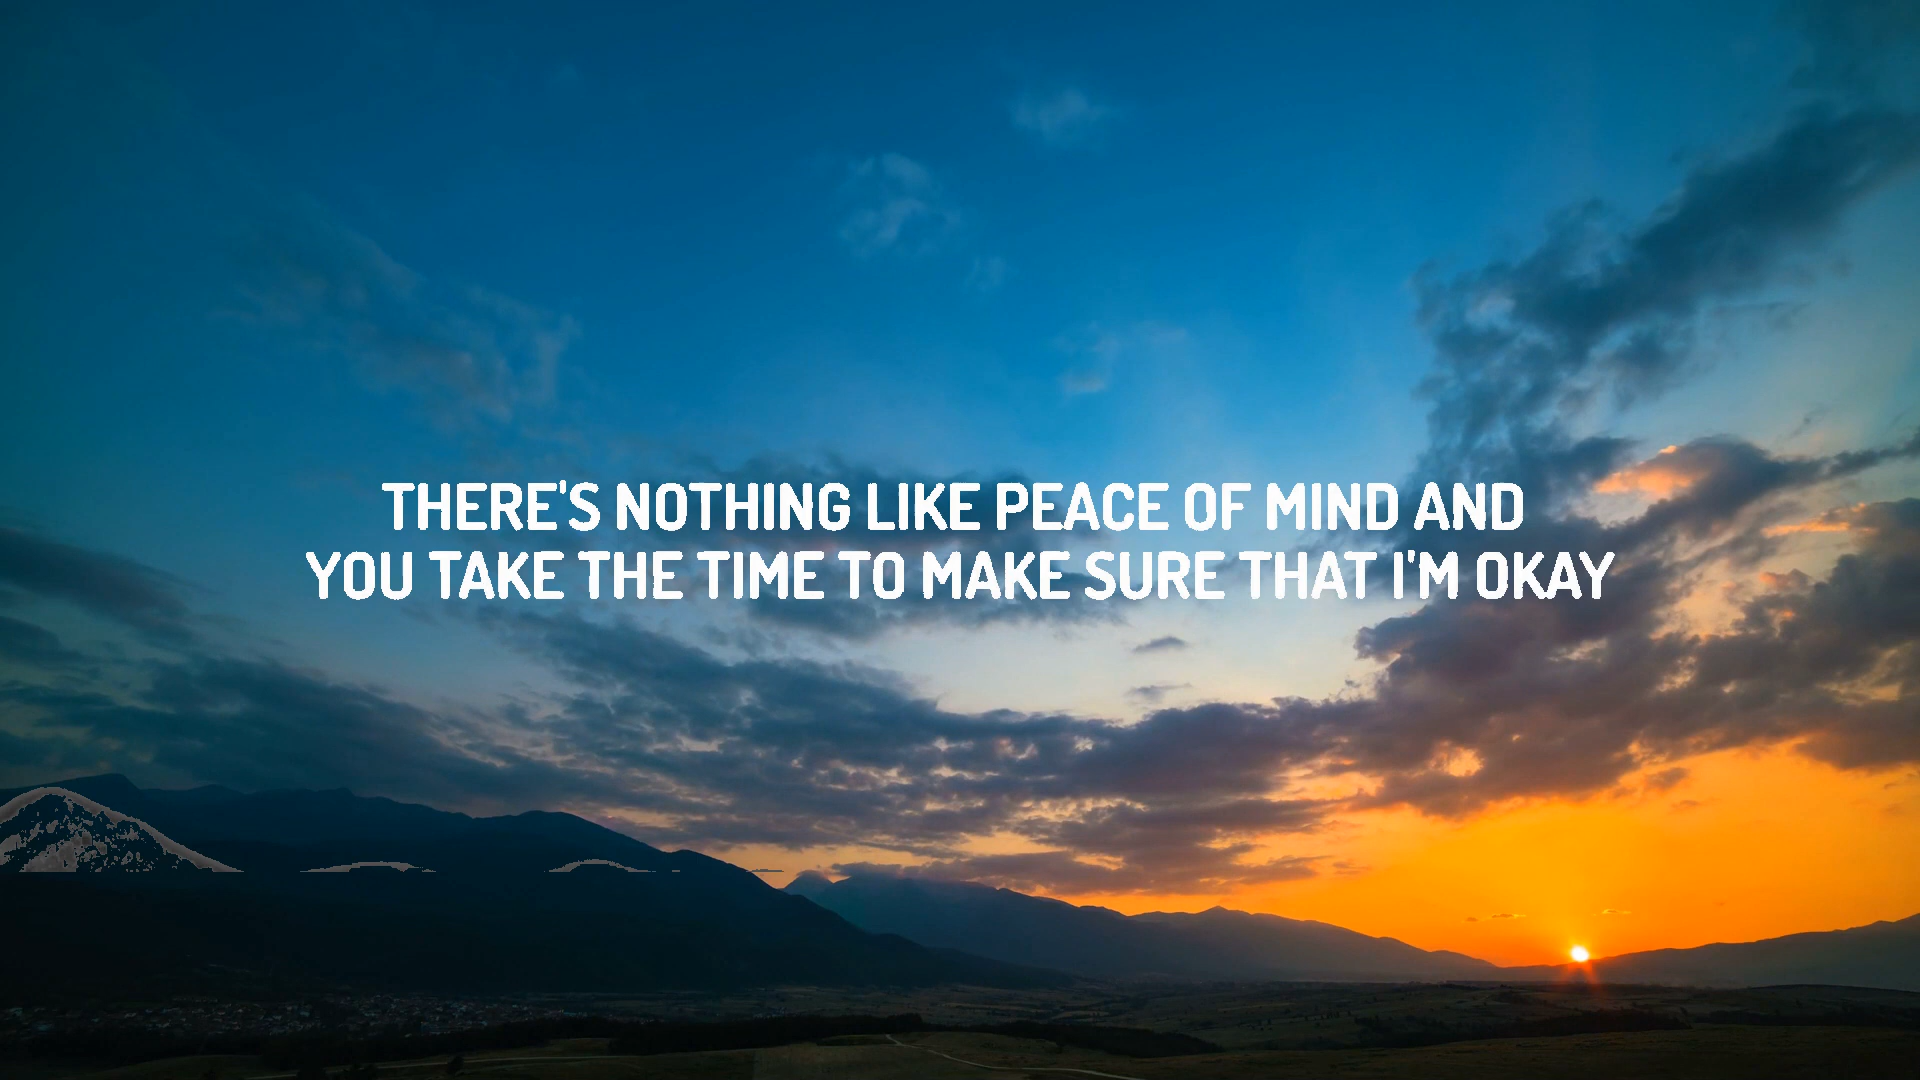 THERE'S NOTHING LIKE PEACE OF MIND AND
YOU TAKE THE TIME TO MAKE SURE THAT I'M OKAY